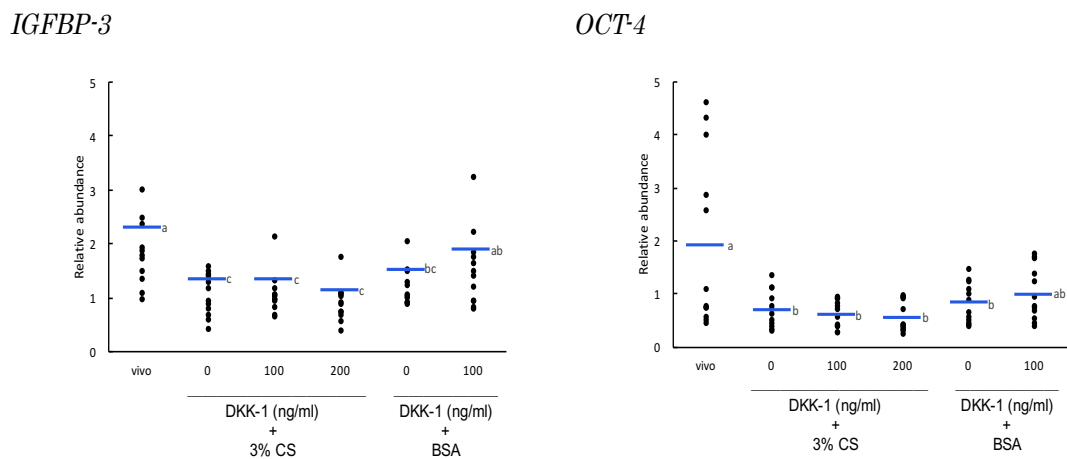 IGFBP-3
OCT-4
5
4
3
2
1
0
Relative abundance
a
c
c
c
bc
ab
vivo
0
100
200
0
100
DKK-1 (ng/ml)
+
3% CS
DKK-1 (ng/ml)
+
BSA
5
4
3
2
1
0
Relative abundance
a
b
b
b
b
ab
vivo
0
100
200
0
100
DKK-1 (ng/ml)
+
3% CS
DKK-1 (ng/ml)
+
BSA